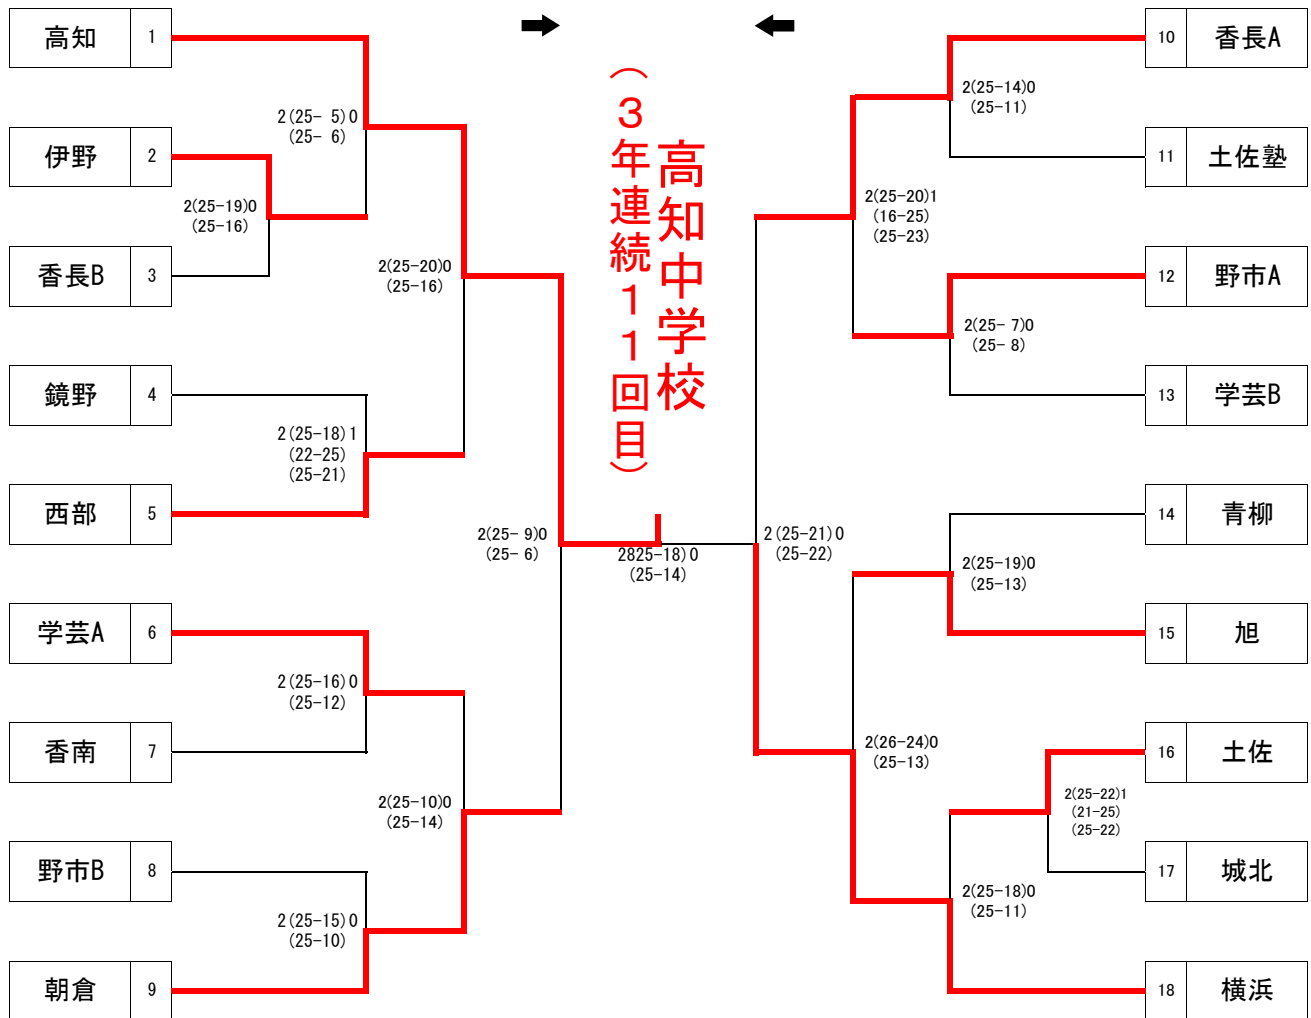 高知 1
伊野 2
香長B 3
鏡野 4
西部 5
学芸A 6
香南 7
野市B 8
朝倉 9
2(25- 5)0
(25- 6)
2(25-19)0
(25-16)
2(25-20)0
(25-16)
2(25-18)1
(22-25)
(25-21)
2(25- 9)0
(25- 6)
2(25-16)0
(25-12)
2(25-10)0
(25-14)
2(25-15)0
(25-10)
高知中学校
(3年連続11回目)
2825-18)0
(25-14)
2(25-21)0
(25-22)
2(25-14)0
(25-11)
2(25-20)1
(16-25)
(25-23)
2(25- 7)0
(25- 8)
2(25-19)0
(25-13)
2(26-24)0
(25-13)
2(25-22)1
(21-25)
(25-22)
2(25-18)0
(25-11)
10 香長A
11 土佐塾
12 野市A
13 学芸B
14 青柳
15 旭
16 土佐
17 城北
18 横浜